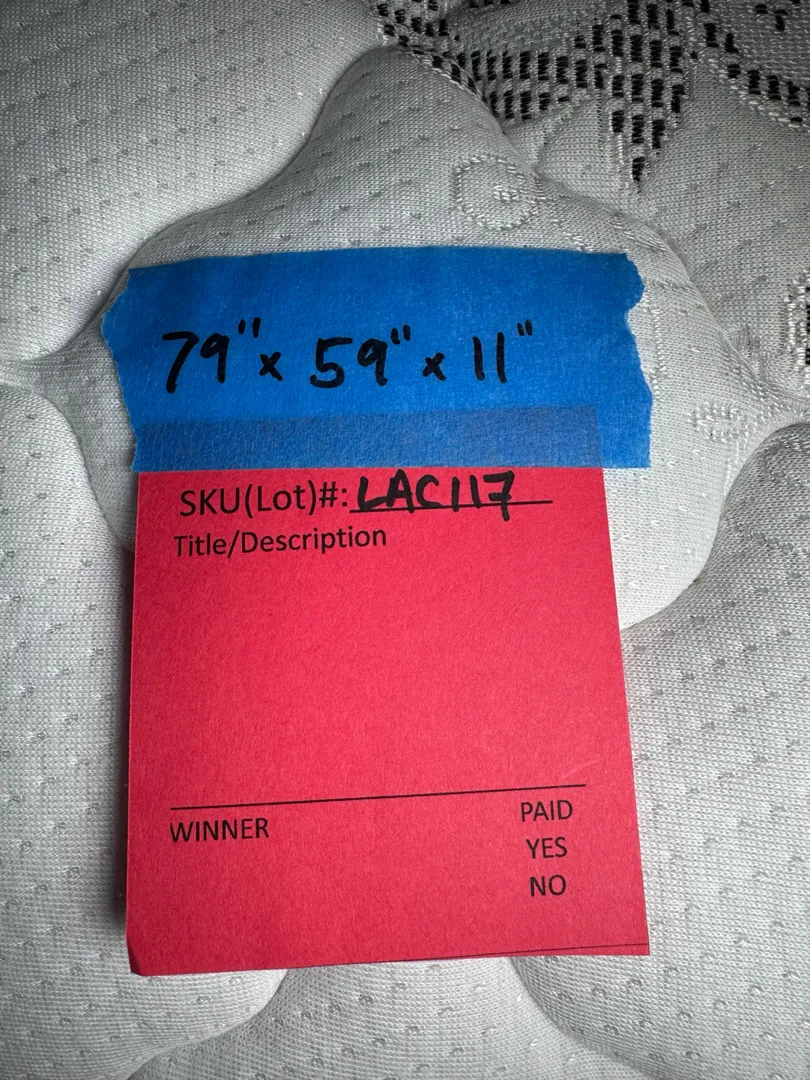 79" x 59" x 11"
SKU(Lot)#: LAC117
Title/Description
WINNER
PAID
YES
NO